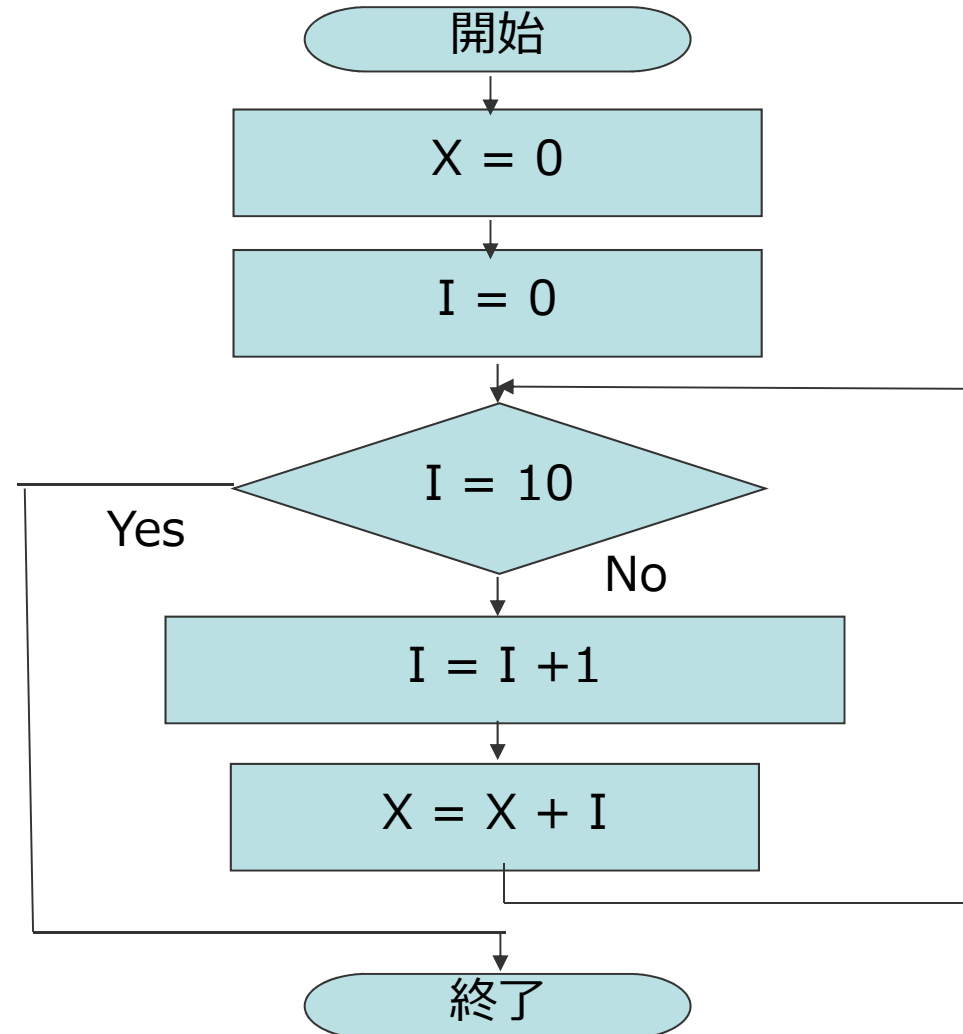 開始
X = 0
I = 0
I = 10
Yes
No
I = I +1
X = X + I
終了